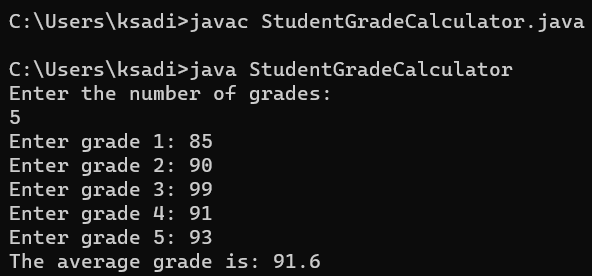 C:\Users\ksadi>javac StudentGradeCalculator.java
C:\Users\ksadi>java StudentGradeCalculator
Enter the number of grades:
5
Enter grade 1: 85
Enter grade 2: 90
Enter grade 3: 99
Enter grade 4: 91
Enter grade 5: 93
The average grade is: 91.6